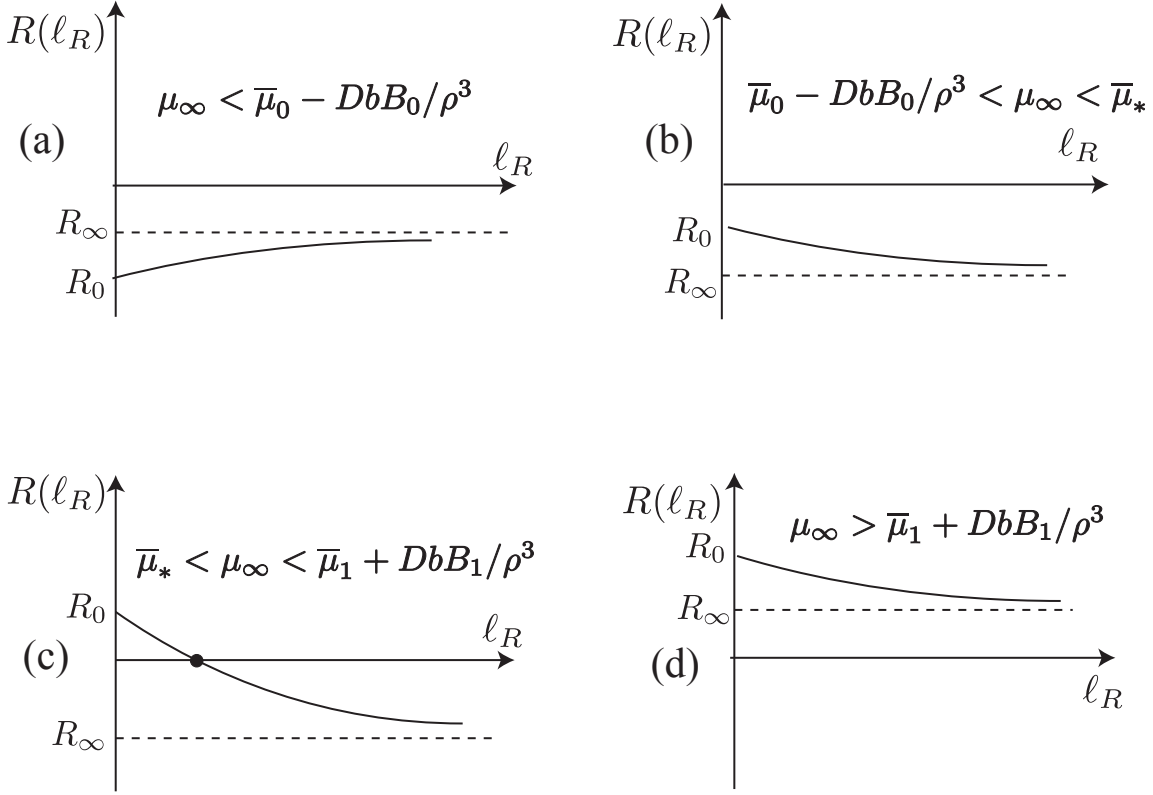 R(ℓ_R)
μ_∞ < μ̅_0 − DbB_0/ρ^3
(a)
ℓ_R
R_∞
R_0
R(ℓ_R)
μ̅_0 − DbB_0/ρ^3 < μ_∞ < μ̅_*
(b)
ℓ_R
R_0
R_∞
R(ℓ_R)
μ̅_* < μ_∞ < μ̅_1 + DbB_1/ρ^3
R_0
ℓ_R
(c)
R_∞
R(ℓ_R)
μ_∞ > μ̅_1 + DbB_1/ρ^3
R_0
R_∞
(d)
ℓ_R